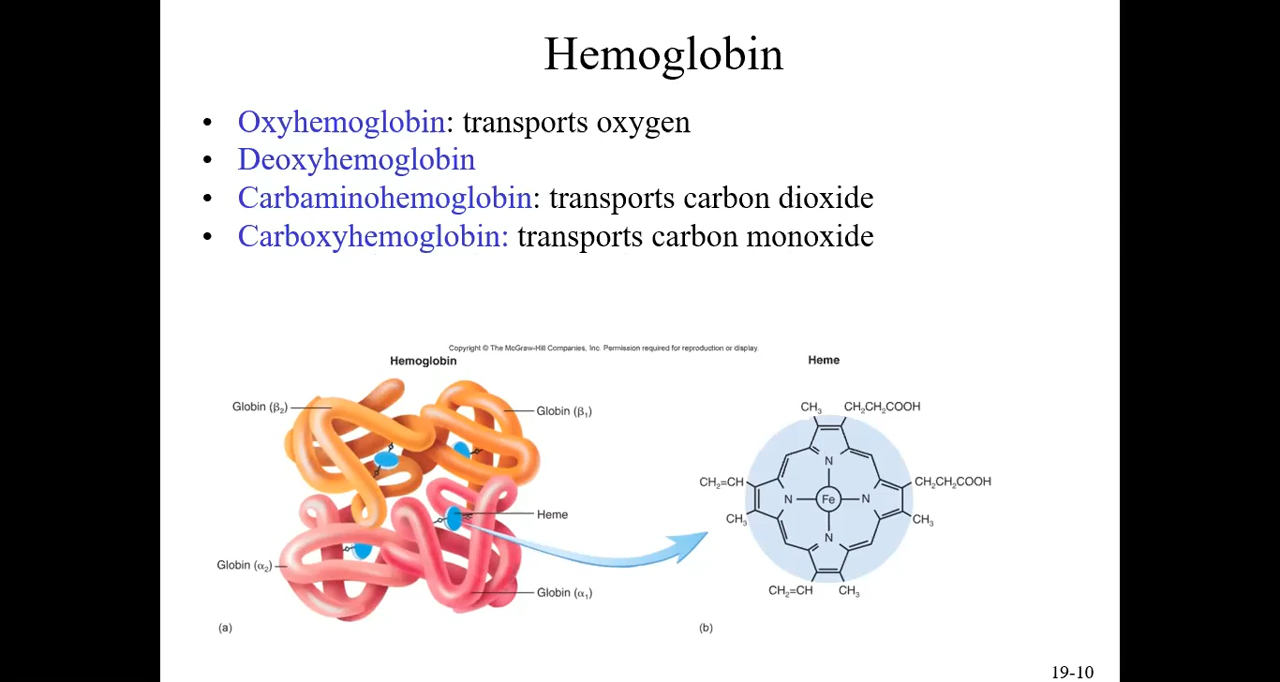 Hemoglobin
• Oxyhemoglobin: transports oxygen
• Deoxyhemoglobin
• Carbaminohemoglobin: transports carbon dioxide
• Carboxyhemoglobin: transports carbon monoxide
Copyright © The McGraw-Hill Companies, Inc. Permission required for reproduction or display.
Hemoglobin
Globin (β₂)
Globin (β₁)
Heme
Globin (α₂)
Globin (α₁)
(a)
Heme
CH₃ CH₂CH₂COOH
N
CH₂=CH CH₂CH₂COOH
N Fe N
CH₃ CH₃
N
CH₂=CH CH₃
(b)
19-10